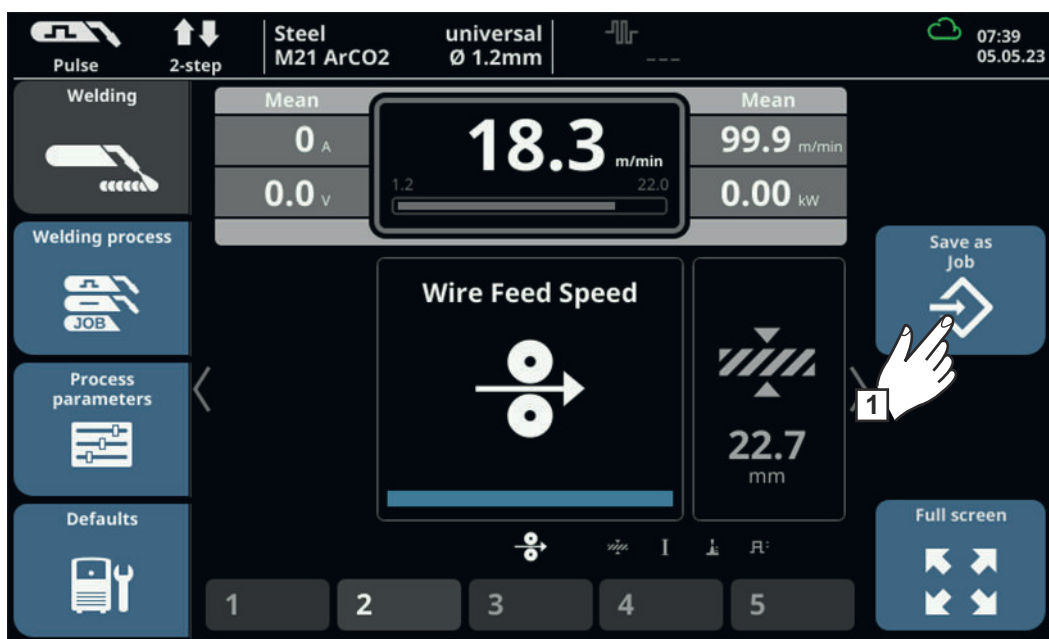 Pulse
2-step
Steel universal
M21 ArCO2 Ø 1.2mm
---
07:39
05.05.23
Welding
Welding process
JOB
Process
parameters
Defaults
Mean
0 A
0.0 V
18.3 m/min
1.2 22.0
Mean
99.9 m/min
0.00 kW
Wire Feed Speed
22.7
mm
Save as
Job
1
Full screen
1 2 3 4 5